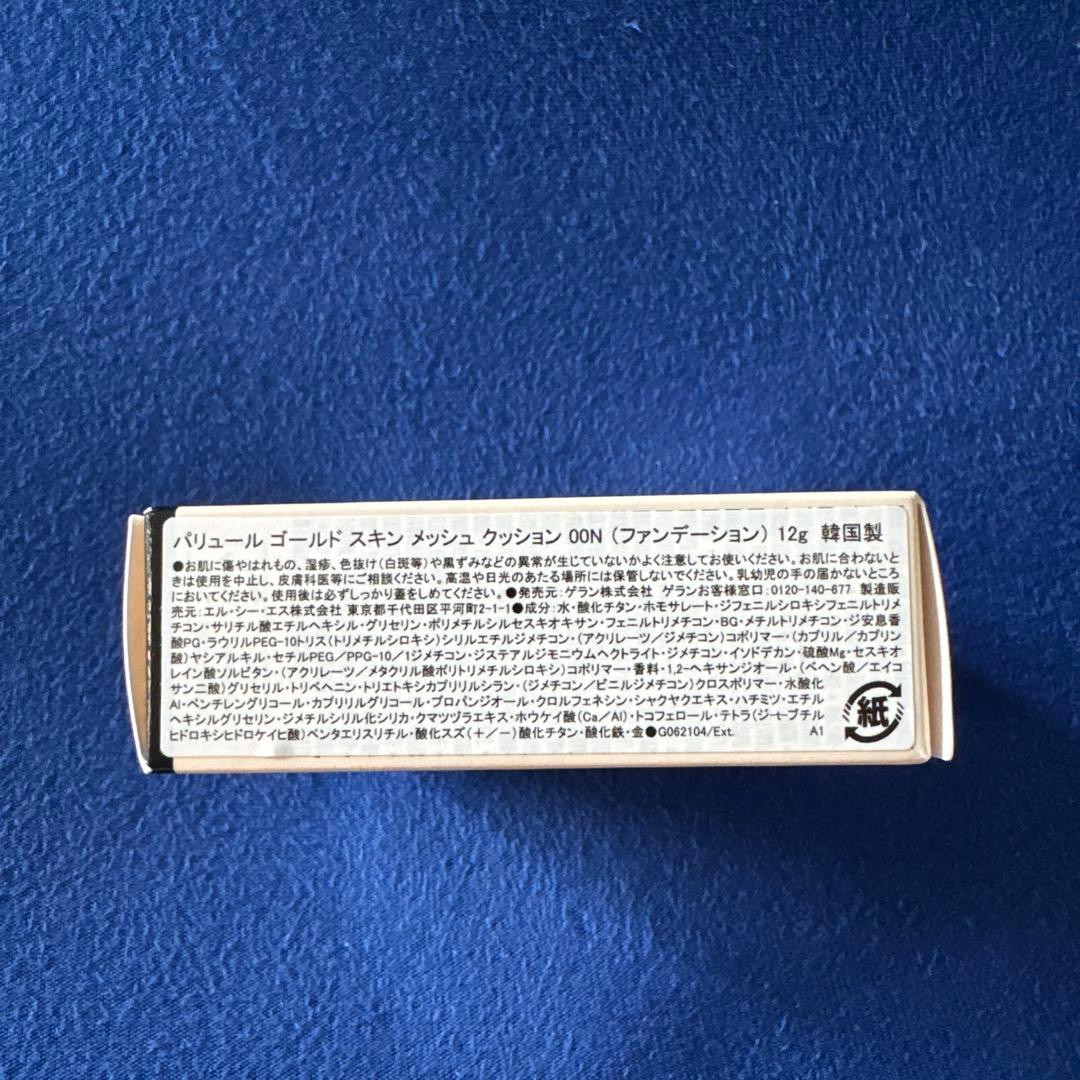 パリュール ゴールド スキン メッシュ クッション 00N (ファンデーション) 12g 韓国製
●お肌に傷やはれもの、湿疹、色抜け(白斑等)や黒ずみなどの異常が生じていないかよく注意してお使いください。お肌に合わないと
きは使用を中止し、皮膚科医等にご相談ください。高温や日光のあたる場所には保管しないでください。乳幼児の手の届かないところ
においてください。使用後は必ずしっかり蓋をしめてください。●発売元:ゲラン株式会社 ゲランお客様窓口:0120-140-677 製造販
売元:エル・シー・エス株式会社 東京都千代田区平河町2-1-1●成分:水・酸化チタン・ホモサレート・ジフェニルシロキシフェニルトリメ
チコン・サリチル酸エチルヘキシル・グリセリン・ポリメチルシルセスキオキサン・フェニルトリメチコン・BG・メチルトリメチコン・ジ安息香
酸PG・ラウリルPEG-10トリス(トリメチルシロキシ)シリルエチルジメチコン・(アクリレーツ/ジメチコン)コポリマー・(カプリル/カプリン
酸)ヤシアルキル・セチルPEG/PPG-10/1ジメチコン・ジステアルジモニウムヘクトライト・ジメチコン・イソドデカン・硫酸Mg・セスキオ
レイン酸ソルビタン・(アクリレーツ/メタクリル酸ポリトリメチルシロキシ)コポリマー・香料・1,2-ヘキサンジオール・(ベヘン酸/エイコ
サン二酸)グリセリル・トリベヘニン・トリエトキシカプリリルシラン・(ジメチコン/ビニルジメチコン)クロスポリマー・水酸化
Al・ペンチレングリコール・カプリリルグリコール・プロパンジオール・クロルフェネシン・シャクヤクエキス・ハチミツ・エチル
ヘキシルグリセリン・ジメチルシリル化シリカ・クマツヅラエキス・ホウケイ酸(Ca/Al)・トコフェロール・テトラ(ジ-t-ブチル
ヒドロキシヒドロケイヒ酸)ペンタエリスリチル・酸化スズ(+/-)酸化チタン・酸化鉄・金●G062104/Ext. A1
紙